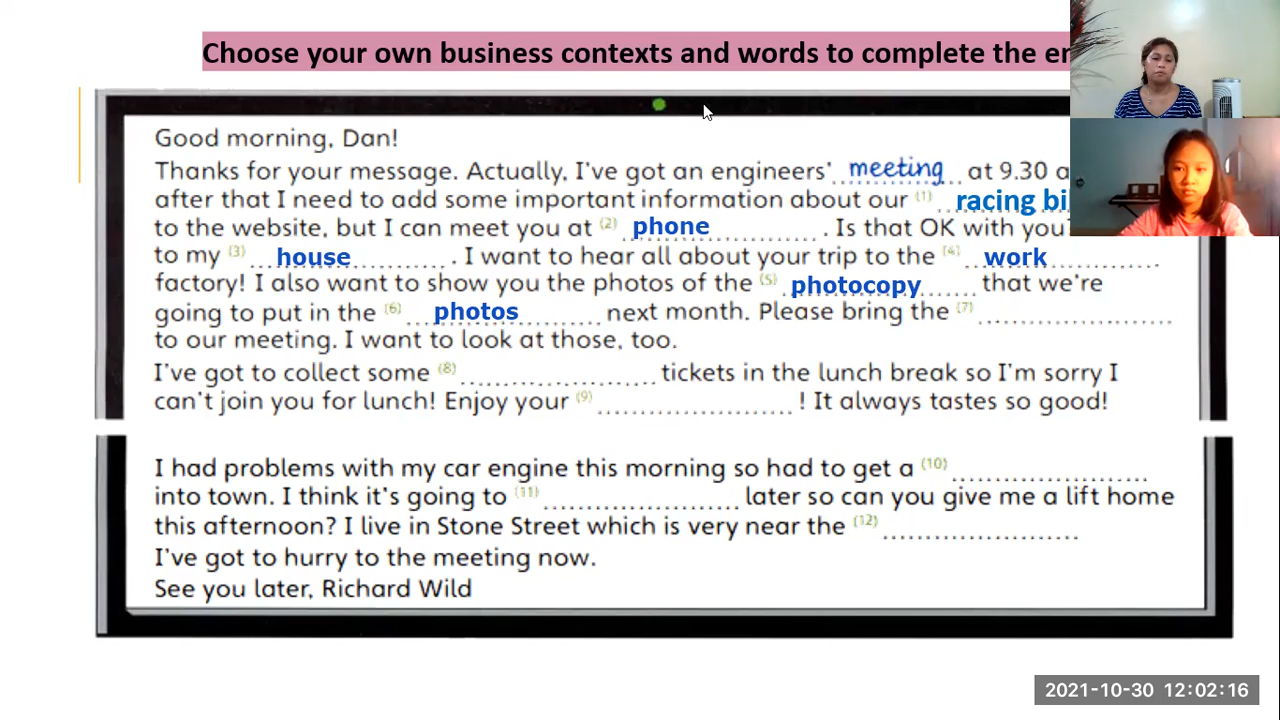 Choose your own business contexts and words to complete the
Good morning, Dan!
Thanks for your message. Actually, I've got an engineers' meeting at 9.30
after that I need to add some important information about our (1) racing
to the website, but I can meet you at (2) phone . Is that OK with you
to my (3) house . I want to hear all about your trip to the (4) work
factory! I also want to show you the photos of the (5) photocopy that we're
going to put in the (6) photos next month. Please bring the (7)
to our meeting. I want to look at those, too.
I've got to collect some (8) tickets in the lunch break so I'm sorry I
can't join you for lunch! Enjoy your (9) ! It always tastes so good!
I had problems with my car engine this morning so had to get a (10)
into town. I think it's going to (11) later so can you give me a lift home
this afternoon? I live in Stone Street which is very near the (12)
I've got to hurry to the meeting now.
See you later, Richard Wild
2021-10-30 12:02:16